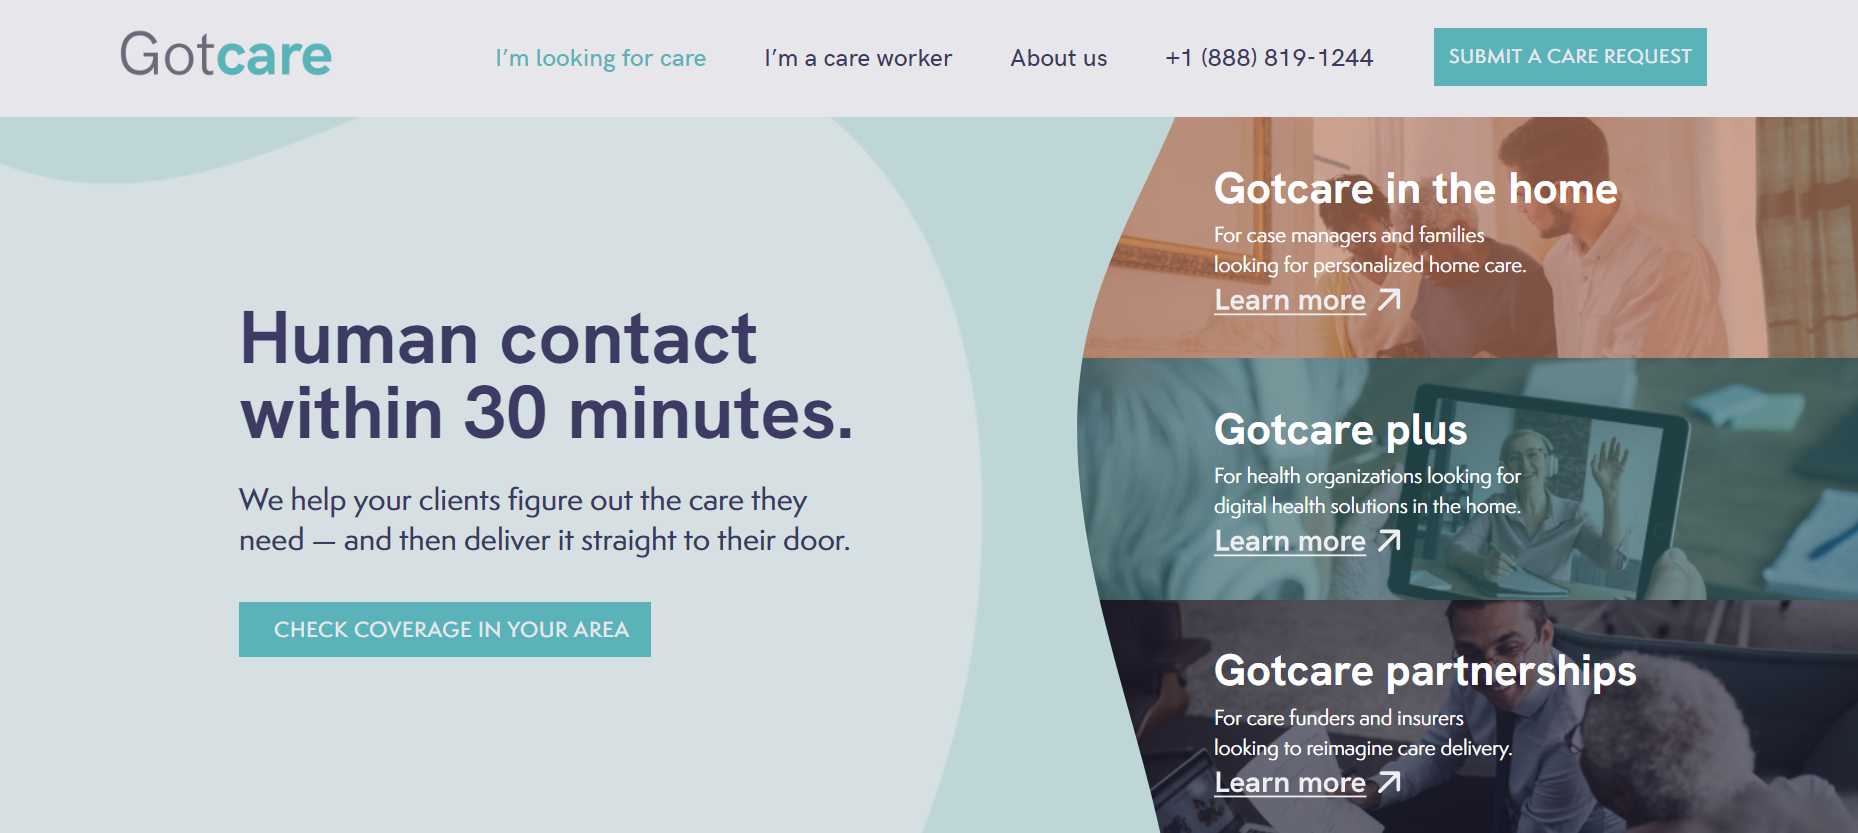 Gotcare
I'm looking for care
I'm a care worker
About us
+1 (888) 819-1244
SUBMIT A CARE REQUEST
Human contact
within 30 minutes.
We help your clients figure out the care they
need — and then deliver it straight to their door.
CHECK COVERAGE IN YOUR AREA
Gotcare in the home
For case managers and families
looking for personalized home care.
Learn more
Gotcare plus
For health organizations looking for
digital health solutions in the home.
Learn more
Gotcare partnerships
For care funders and insurers
looking to reimagine care delivery.
Learn more